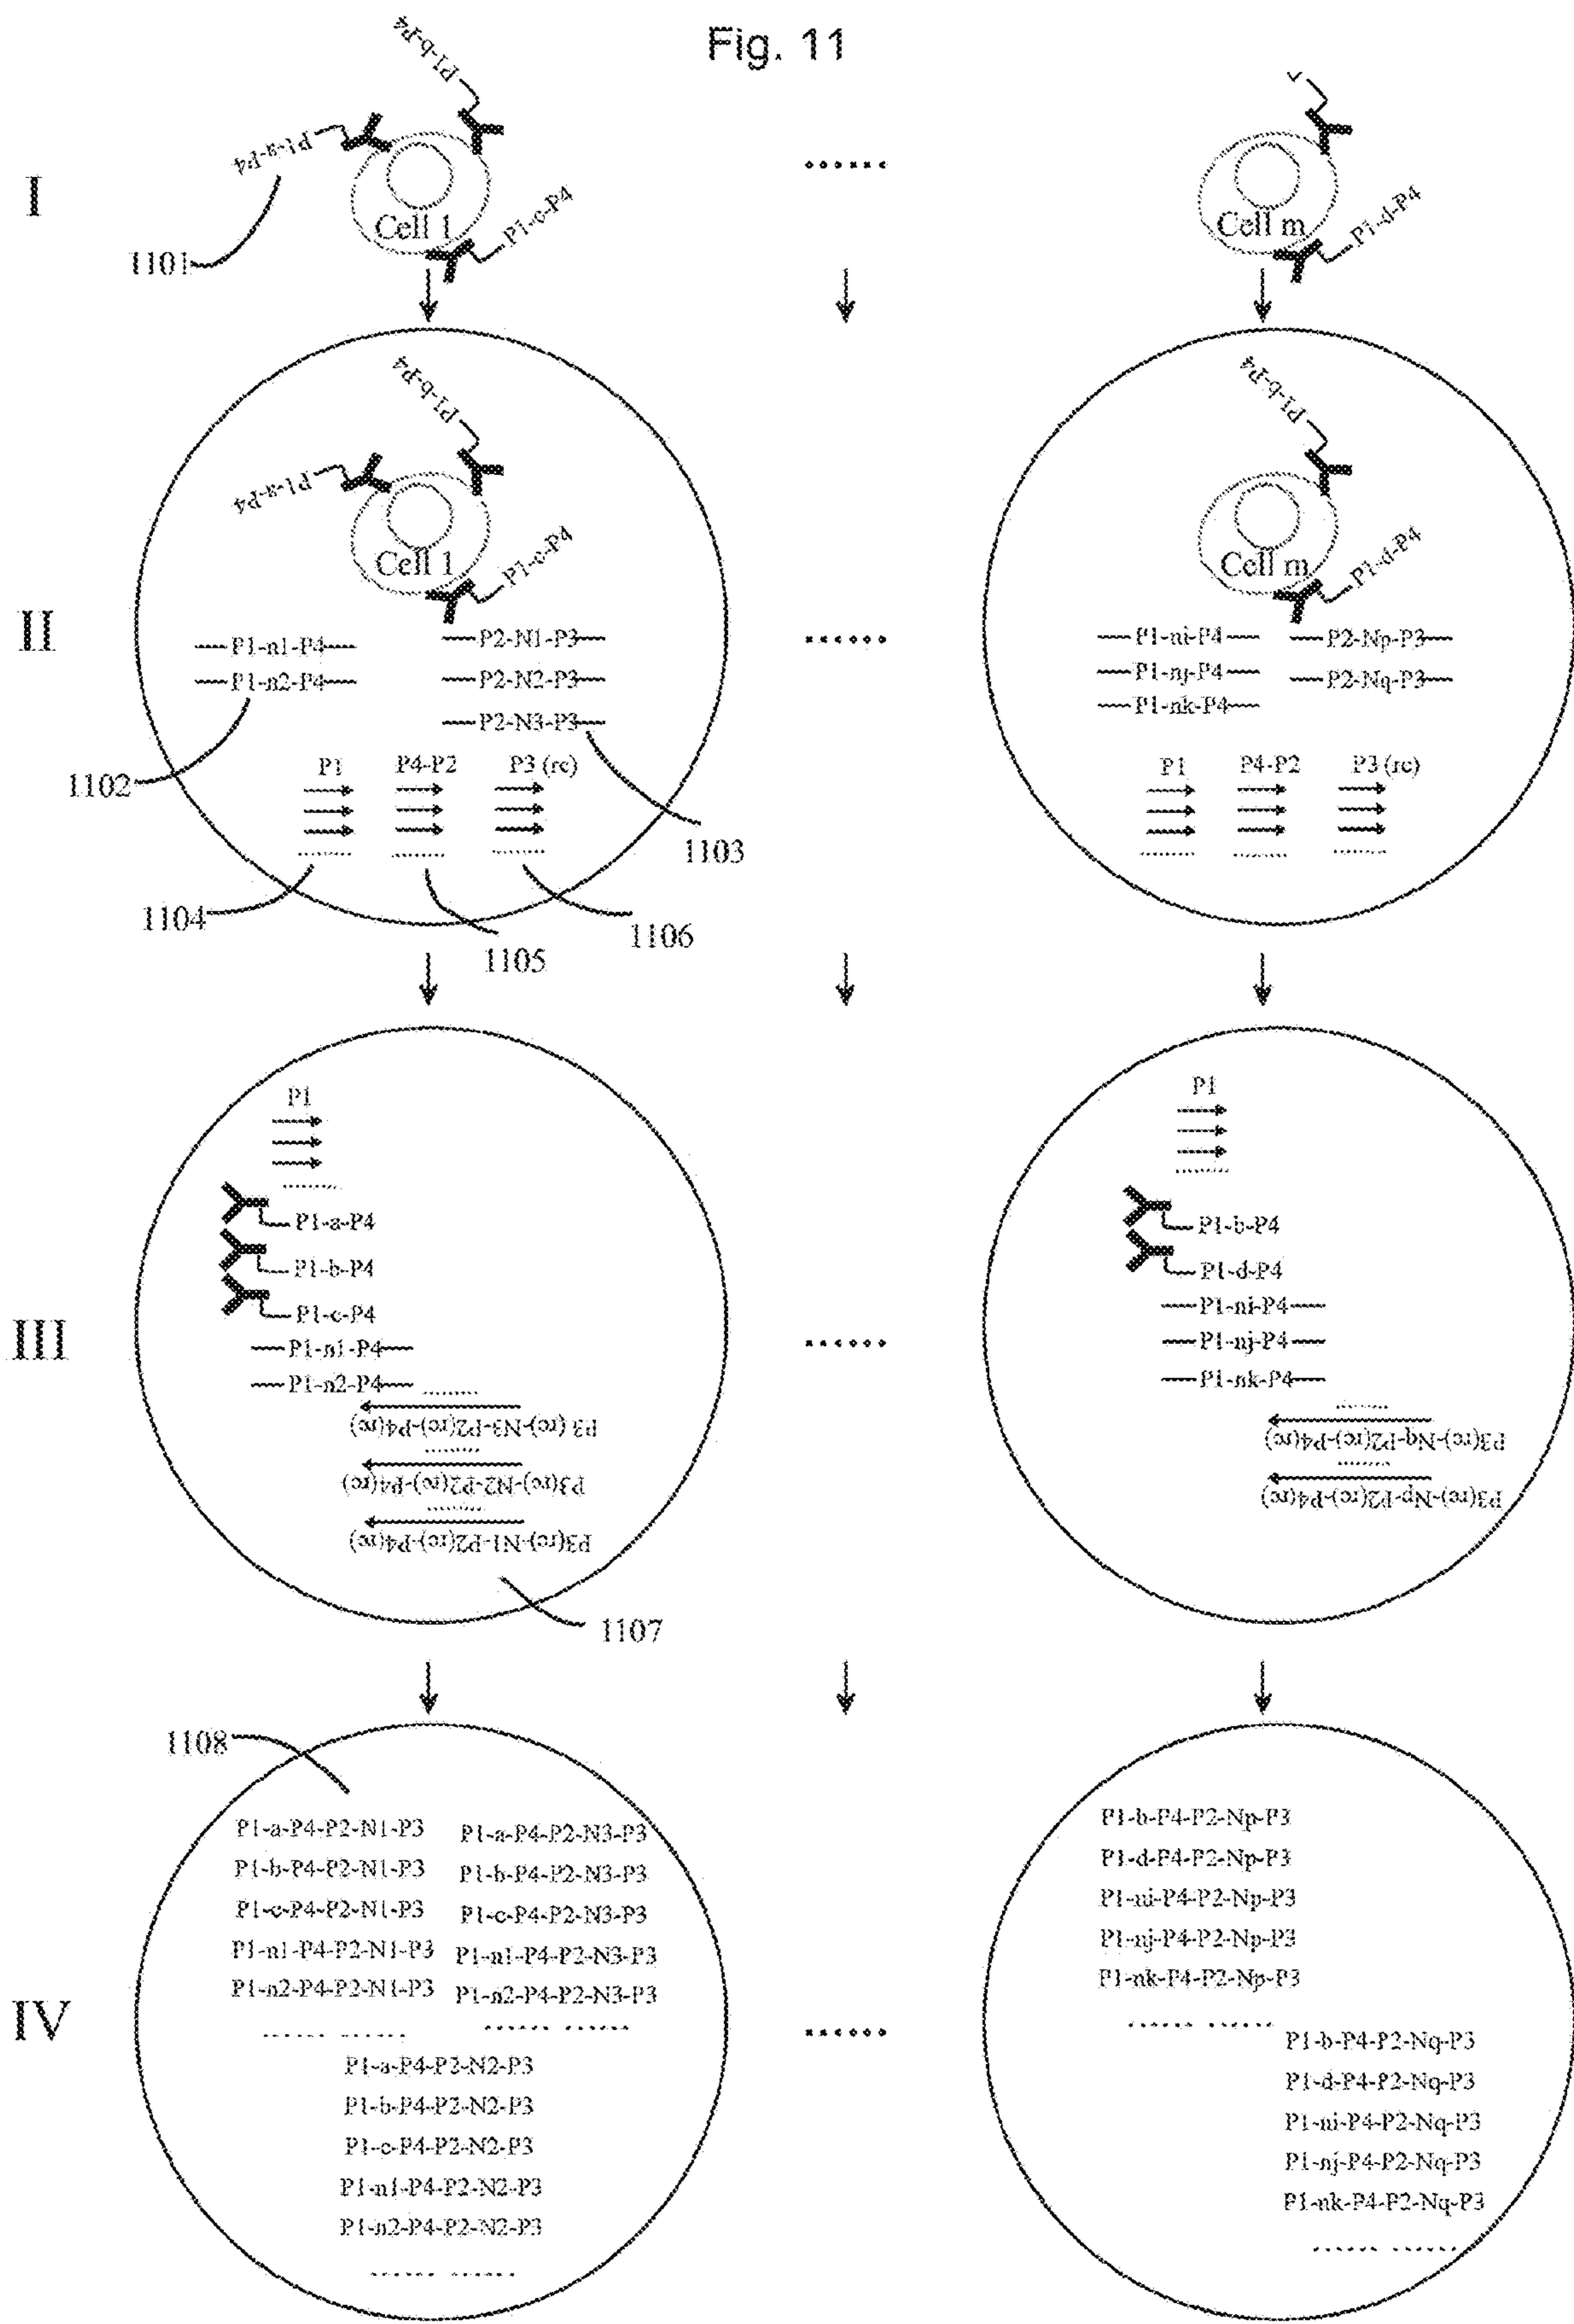 Fig. 11
I
P1-b-P4
P1-a-P4
P1-c-P4
Cell 1
1101
......
Cell m
P1-d-P4
II
P1-b-P4
P1-a-P4
P1-c-P4
Cell 1
P1-n1-P4
P1-n2-P4
P2-N1-P3
P2-N2-P3
P2-N3-P3
1102
P1 P4-P2 P3 (rc)
1103
1104
1105
1106
......
P1-b-P4
Cell m
P1-d-P4
P1-ni-P4
P1-nj-P4
P1-nk-P4
P2-Np-P3
P2-Nq-P3
P1 P4-P2 P3 (rc)
III
P1
P1-a-P4
P1-b-P4
P1-c-P4
P1-n1-P4
P1-n2-P4
P3 (rc)-N3-P2(rc)-P4(rc)
P3(rc)-N2-P2(rc)-P4(rc)
P3(rc)-N1-P2(rc)-P4(rc)
1107
......
P1
P1-b-P4
P1-d-P4
P1-ni-P4
P1-nj-P4
P1-nk-P4
P3(rc)-Nq-P2(rc)-P4(rc)
P3(rc)-Np-P2(rc)-P4(rc)
IV
1108
P1-a-P4-P2-N1-P3
P1-b-P4-P2-N1-P3
P1-c-P4-P2-N1-P3
P1-n1-P4-P2-N1-P3
P1-n2-P4-P2-N1-P3
...... ......
P1-a-P4-P2-N3-P3
P1-b-P4-P2-N3-P3
P1-c-P4-P2-N3-P3
P1-n1-P4-P2-N3-P3
P1-n2-P4-P2-N3-P3
...... ......
P1-a-P4-P2-N2-P3
P1-b-P4-P2-N2-P3
P1-c-P4-P2-N2-P3
P1-n1-P4-P2-N2-P3
P1-n2-P4-P2-N2-P3
...... ......
......
P1-b-P4-P2-Np-P3
P1-d-P4-P2-Np-P3
P1-ni-P4-P2-Np-P3
P1-nj-P4-P2-Np-P3
P1-nk-P4-P2-Np-P3
...... ......
P1-b-P4-P2-Nq-P3
P1-d-P4-P2-Nq-P3
P1-ni-P4-P2-Nq-P3
P1-nj-P4-P2-Nq-P3
P1-nk-P4-P2-Nq-P3
...... ......